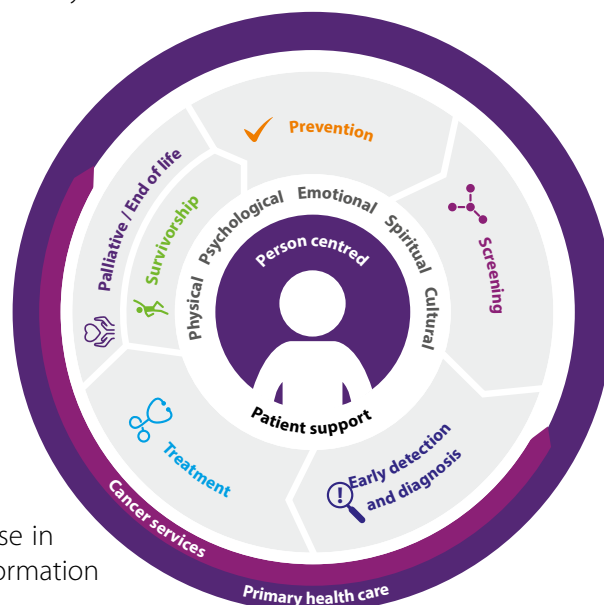 Prevention
Screening
Early detection
and diagnosis
Treatment
Palliative / End of life
Survivorship
Physical Psychological Emotional Spiritual Cultural
Person centred
Patient support
Cancer services
Primary health care
se in
ormation